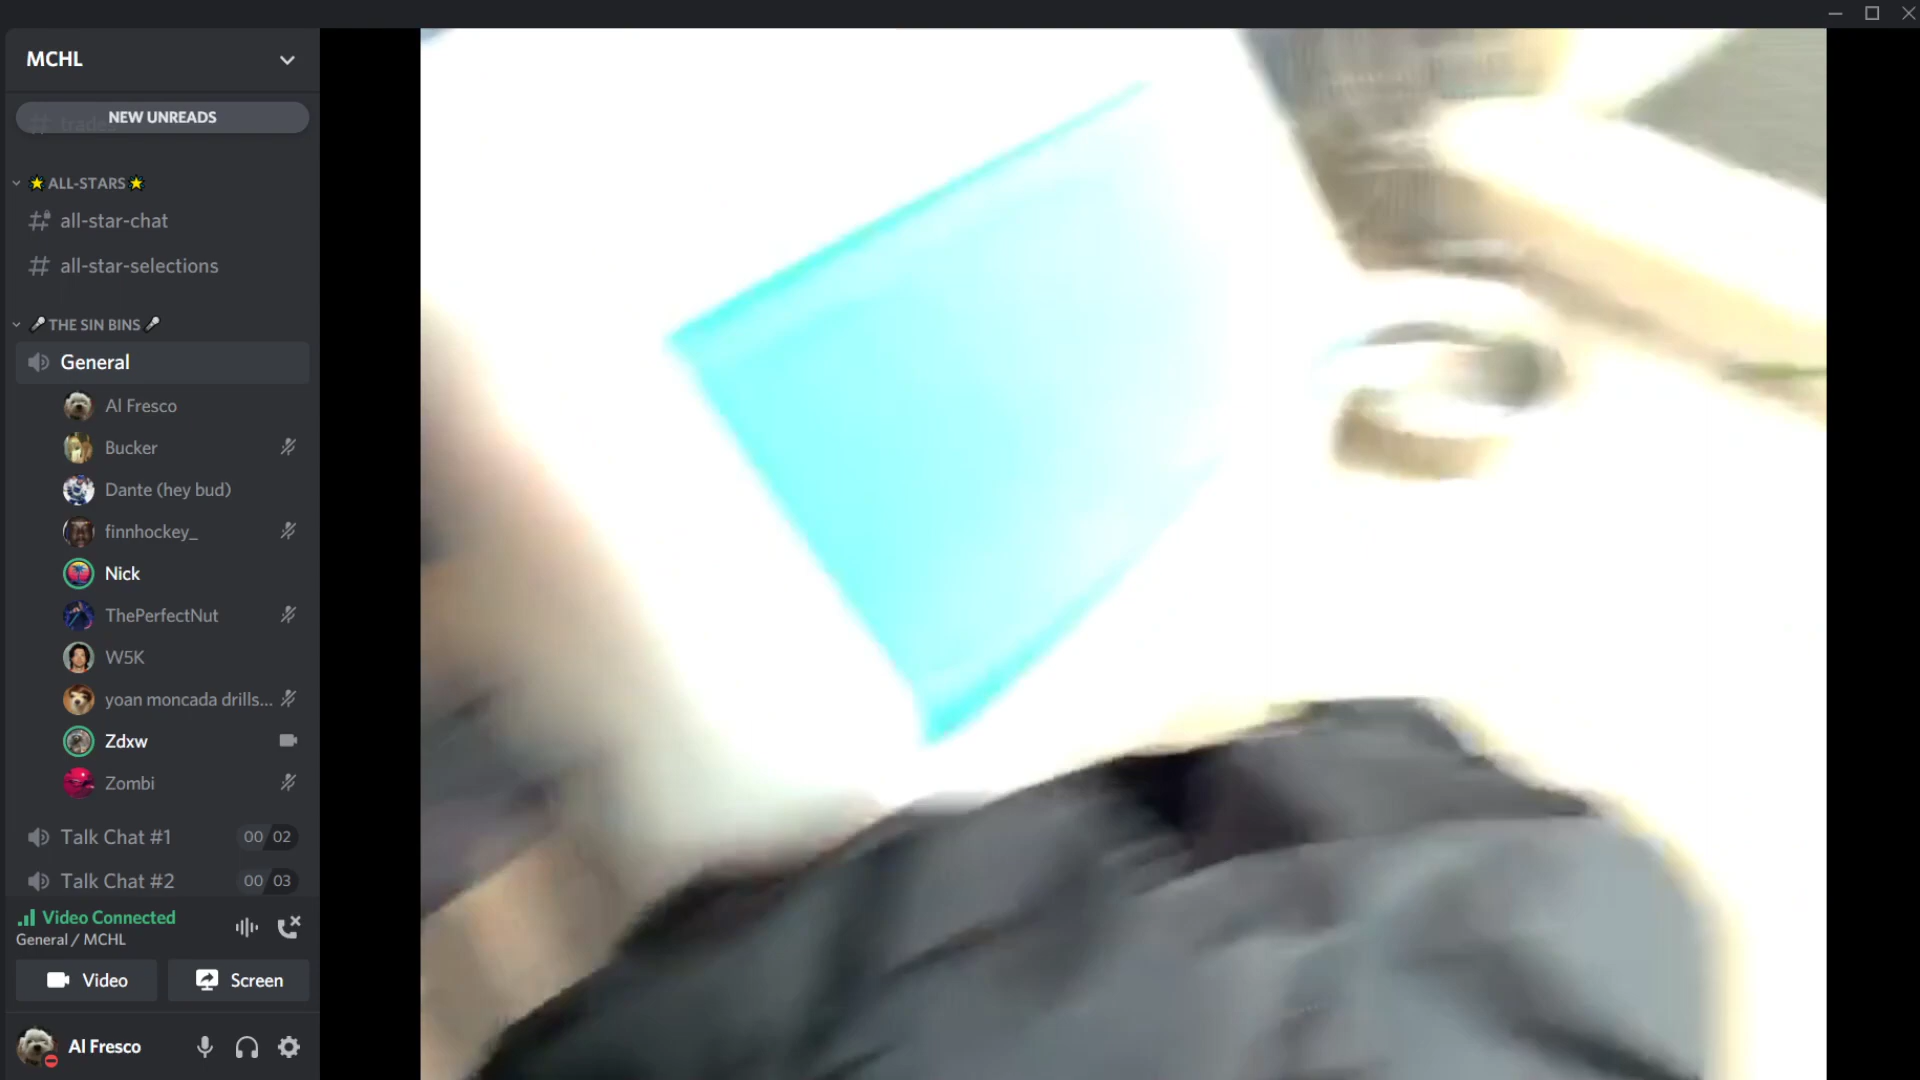 MCHL
trades
NEW UNREADS
ALL-STARS
all-star-chat
all-star-selections
THE SIN BINS
General
Al Fresco
Bucker
Dante (hey bud)
finnhockey_
Nick
ThePerfectNut
W5K
yoan moncada drills...
Zdxw
Zombi
Talk Chat #1 00 02
Talk Chat #2 00 03
Video Connected
General / MCHL
Video Screen
Al Fresco